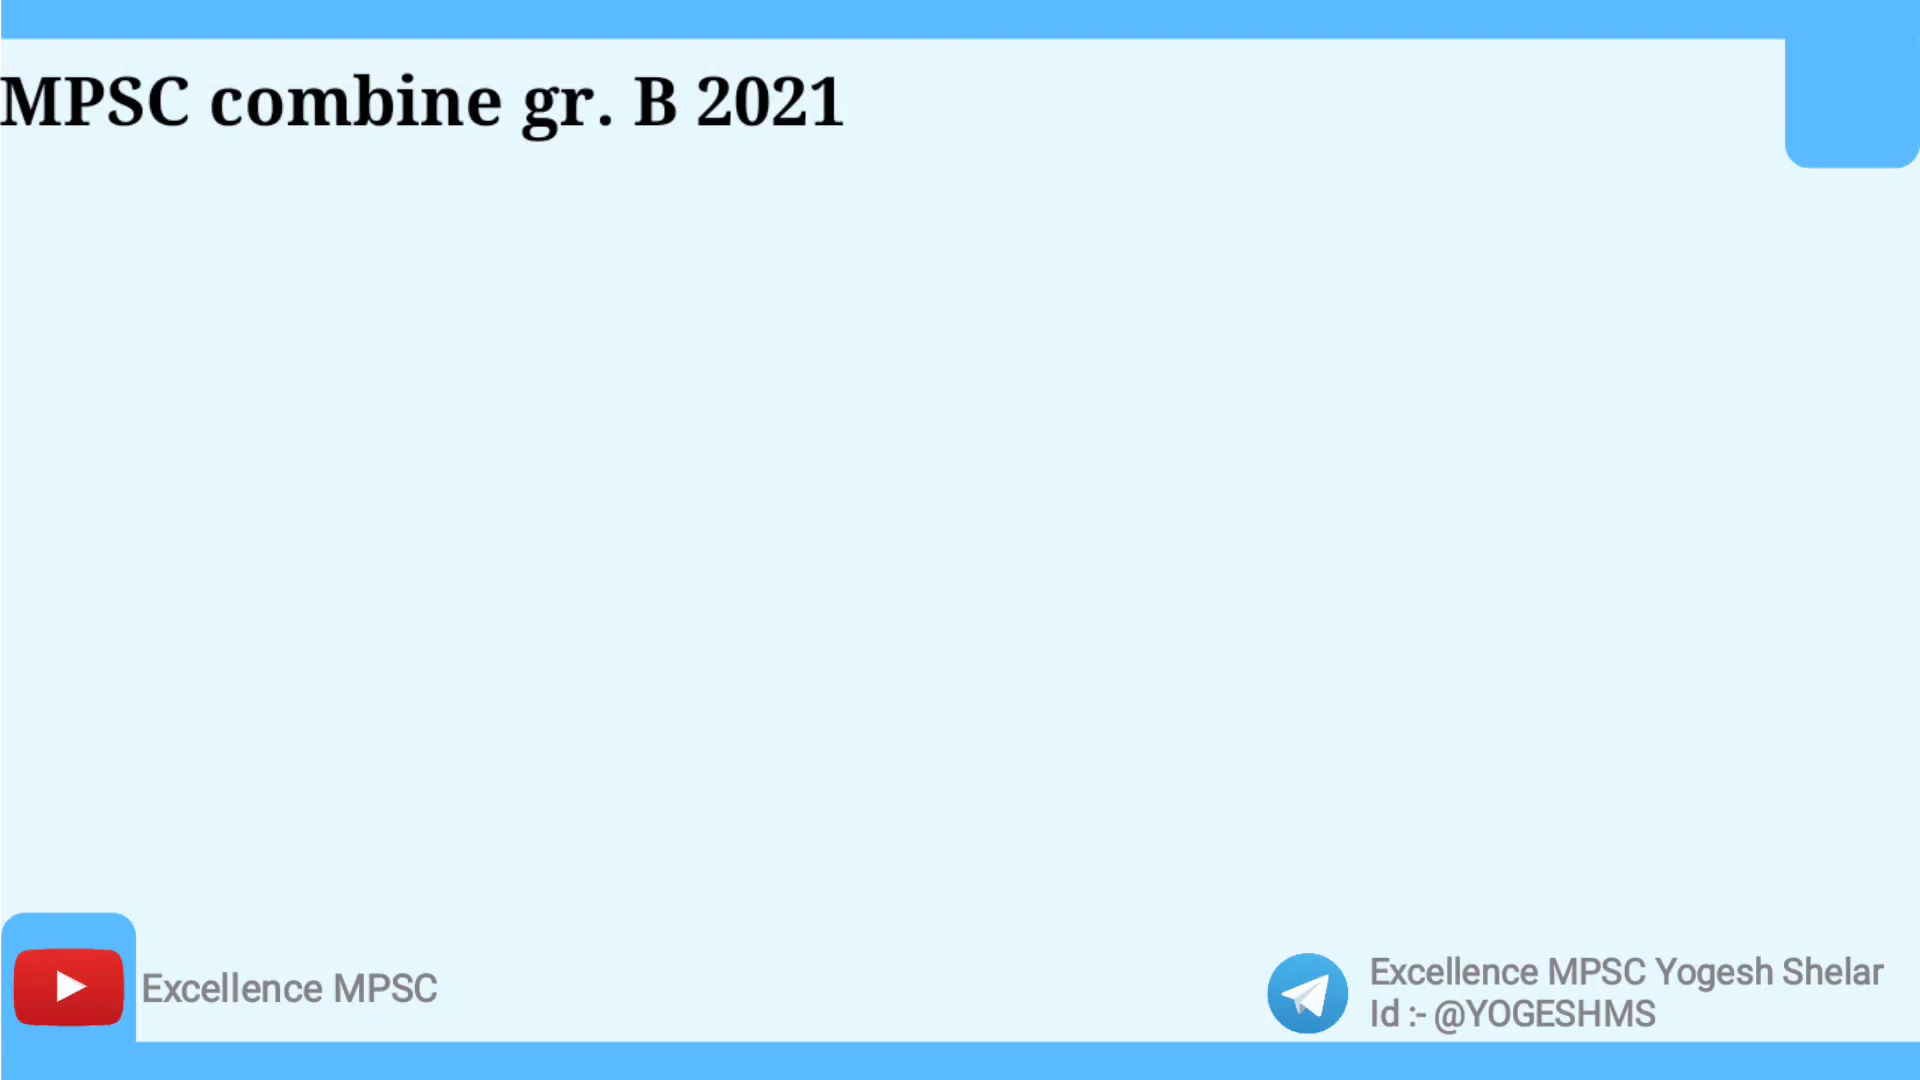 MPSC combine gr. B 2021
Excellence MPSC
Excellence MPSC Yogesh Shelar
Id :- @YOGESHMS